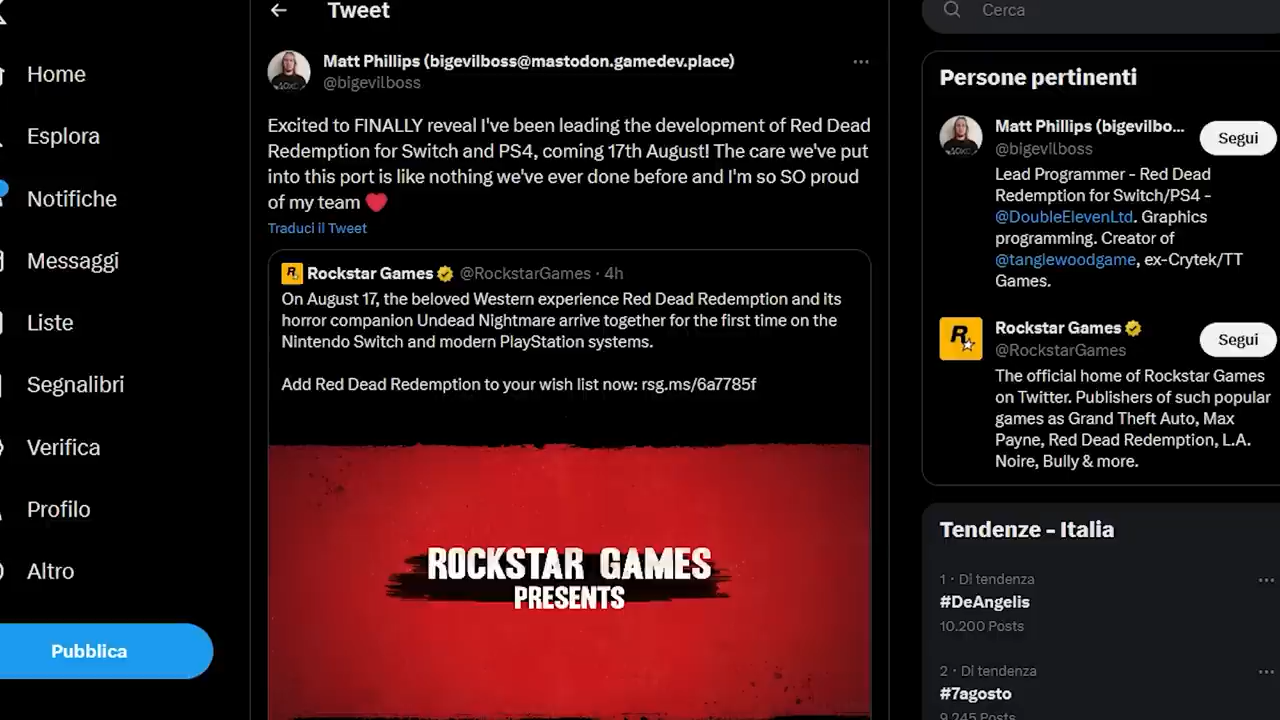 Tweet
Cerca
Home
Esplora
Notifiche
Messaggi
Liste
Segnalibri
Verifica
Profilo
Altro
Pubblica
Matt Phillips (bigevilboss@mastodon.gamedev.place)
@bigevilboss
Excited to FINALLY reveal I've been leading the development of Red Dead
Redemption for Switch and PS4, coming 17th August! The care we've put
into this port is like nothing we've ever done before and I'm so SO proud
of my team ❤️
Traduci il Tweet
Rockstar Games @RockstarGames · 4h
On August 17, the beloved Western experience Red Dead Redemption and its
horror companion Undead Nightmare arrive together for the first time on the
Nintendo Switch and modern PlayStation systems.
Add Red Dead Redemption to your wish list now: rsg.ms/6a7785f
ROCKSTAR GAMES
PRESENTS
Persone pertinenti
Matt Phillips (bigevilbo...
@bigevilboss
Segui
Lead Programmer - Red Dead
Redemption for Switch/PS4 -
@DoubleElevenLtd. Graphics
programming. Creator of
@tanglewoodgame, ex-Crytek/TT
Games.
Rockstar Games
@RockstarGames
Segui
The official home of Rockstar Games
on Twitter. Publishers of such popular
games as Grand Theft Auto, Max
Payne, Red Dead Redemption, L.A.
Noire, Bully & more.
Tendenze - Italia
1 · Di tendenza
#DeAngelis
10.200 Posts
2 · Di tendenza
#7agosto
9.245 Posts